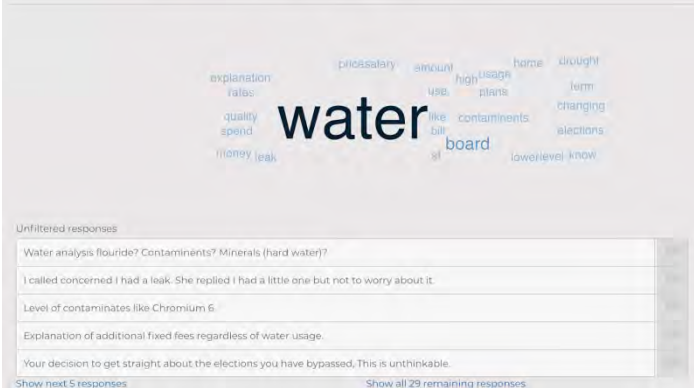 pricesalary amount home drought
explanation high usage
rates use plans term
changing
quality water like contaminents
spend bill elections
board
money leak lowerlevel know
Unfiltered responses
Water analysis flouride? Contaminents? Minerals (hard water)?
I called concerned I had a leak. She replied I had a little one but not to worry about it.
Level of contaminates like Chromium 6.
Explanation of additional fixed fees regardless of water usage.
Your decision to get straight about the elections you have bypassed. This is unthinkable.
Show next 5 responses Show all 29 remaining responses